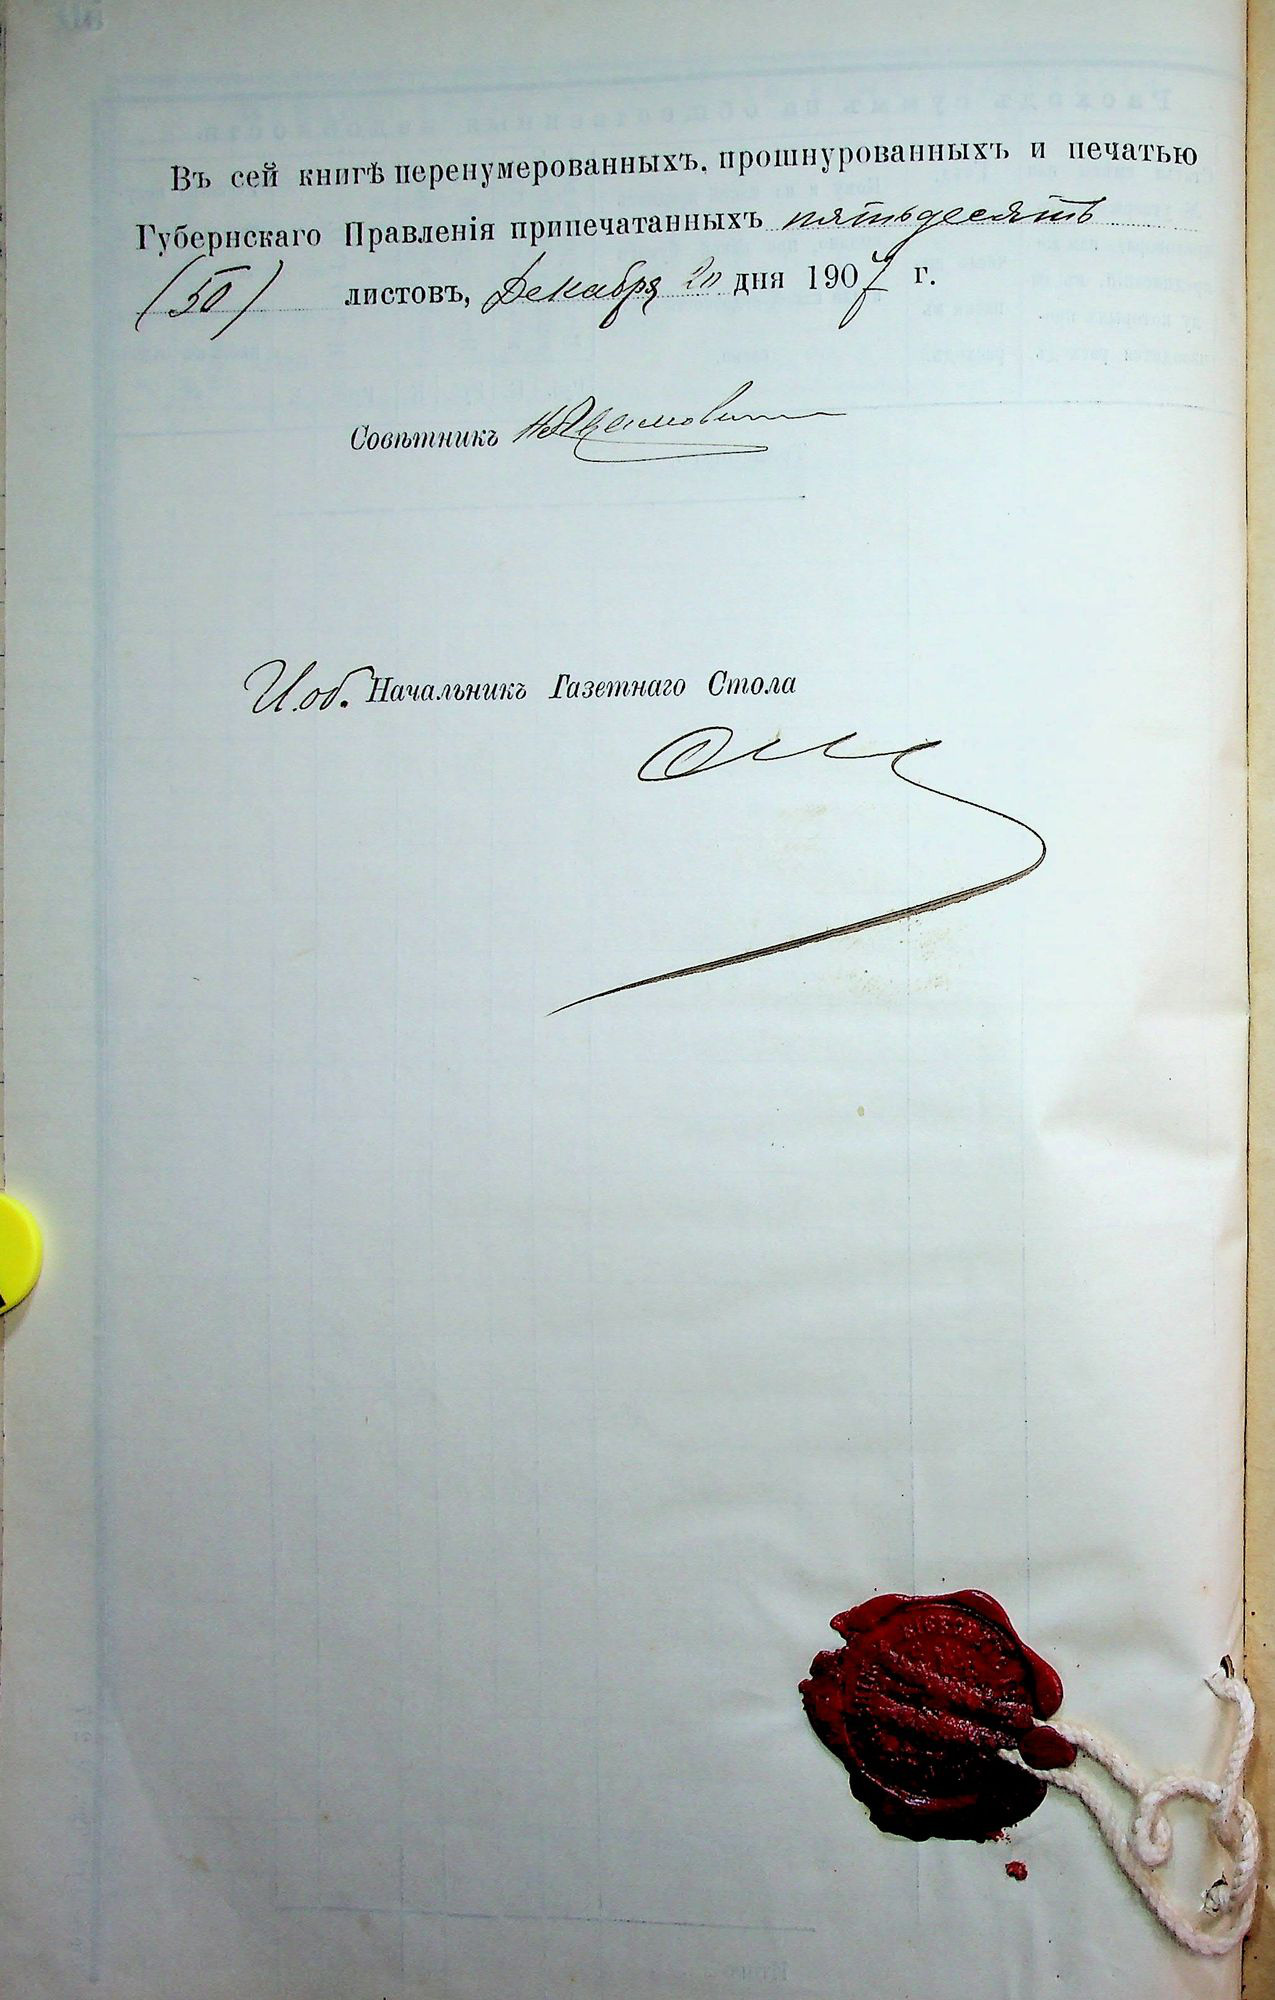 Въ сей книгѣ перенумерованныхъ, прошнурованныхъ и печатью
Губернскаго Правленія припечатанныхъ пятьдесятъ
(50) листовъ, Декабря 20 дня 1907 г.
Совѣтникъ
И.об. Начальникъ Газетнаго Стола